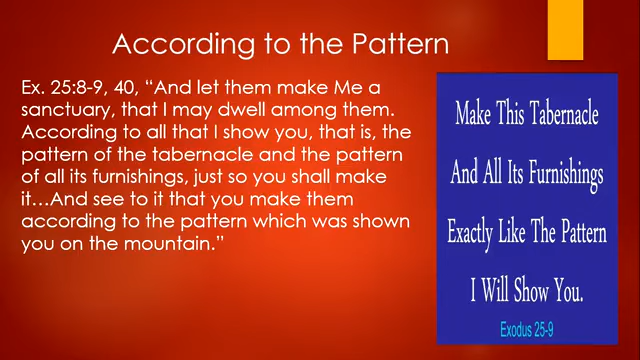 According to the Pattern
Ex. 25:8-9, 40, “And let them make Me a
sanctuary, that I may dwell among them.
According to all that I show you, that is, the
pattern of the tabernacle and the pattern
of all its furnishings, just so you shall make
it…And see to it that you make them
according to the pattern which was shown
you on the mountain.”
Make This Tabernacle
And All Its Furnishings
Exactly Like The Pattern
I Will Show You.
Exodus 25-9